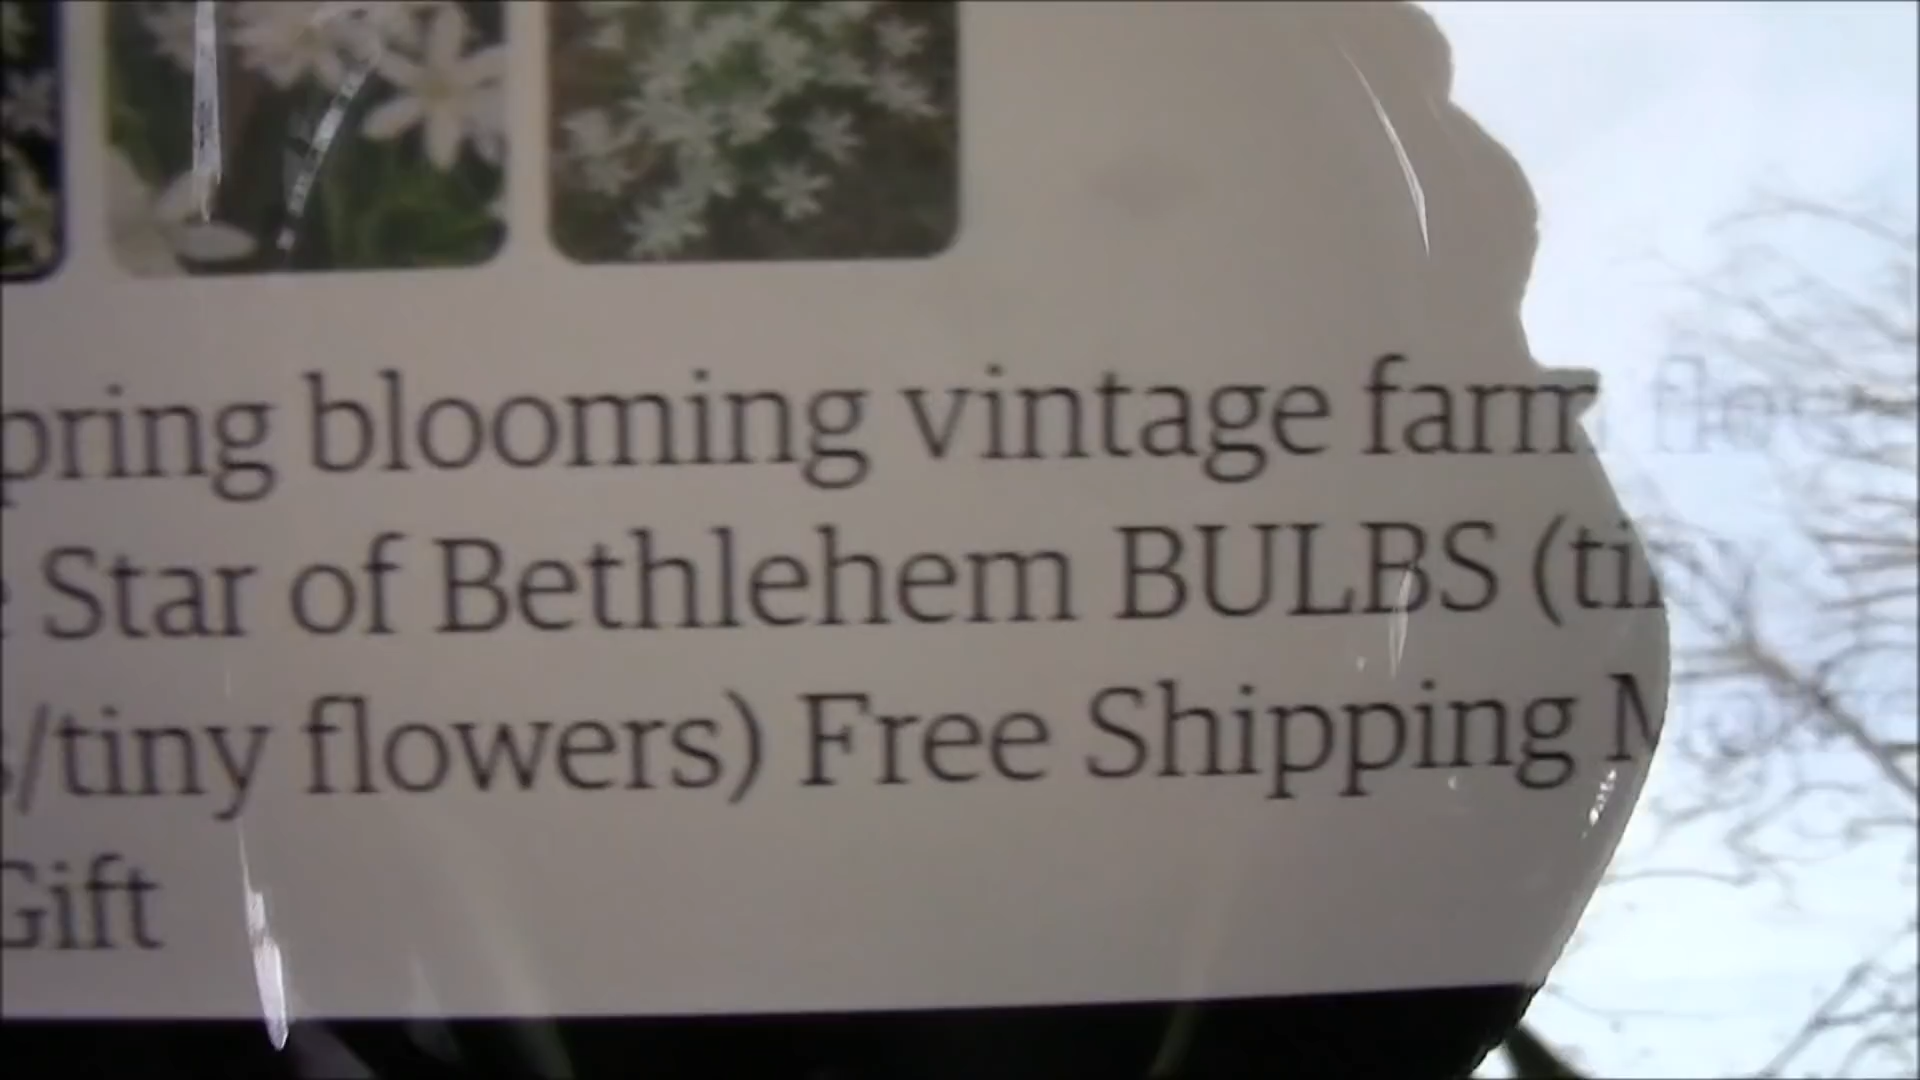 pring blooming vintage farm
Star of Bethlehem BULBS (ti
/tiny flowers) Free Shipping M
Gift